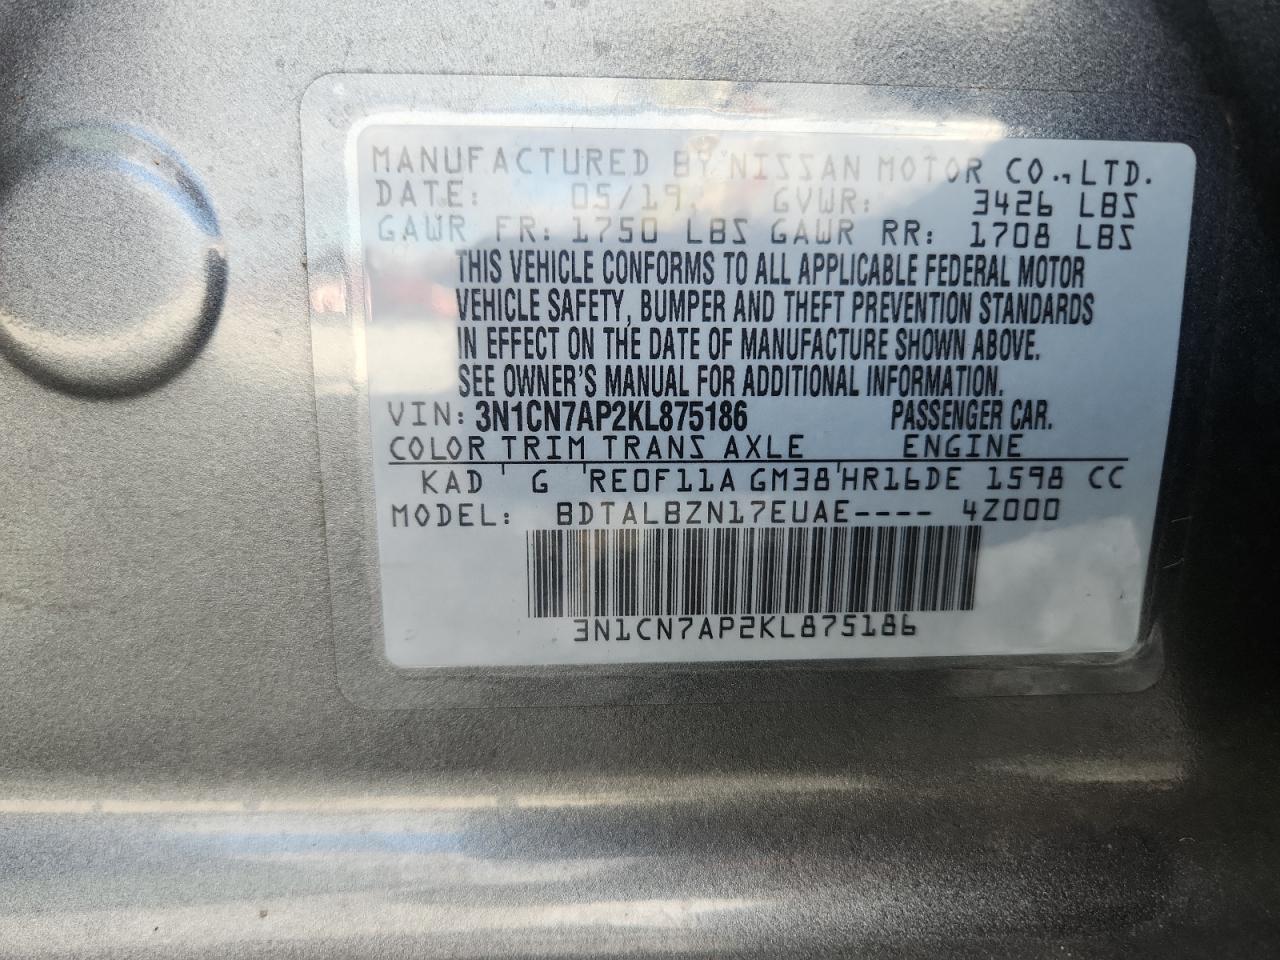 MANUFACTURED BY NISSAN MOTOR CO., LTD.
DATE: 05/19. GVWR: 3426 LBS
GAWR FR: 1750 LBS GAWR RR: 1708 LBS
THIS VEHICLE CONFORMS TO ALL APPLICABLE FEDERAL MOTOR
VEHICLE SAFETY, BUMPER AND THEFT PREVENTION STANDARDS
IN EFFECT ON THE DATE OF MANUFACTURE SHOWN ABOVE.
SEE OWNER'S MANUAL FOR ADDITIONAL INFORMATION.
VIN: 3N1CN7AP2KL875186 PASSENGER CAR.
COLOR TRIM TRANS AXLE ENGINE
KAD ' G ' RE0F11A GM38 ' HR16DE 1598 CC
MODEL: BDTALBZN17EUAE---- 4Z000
3N1CN7AP2KL875186